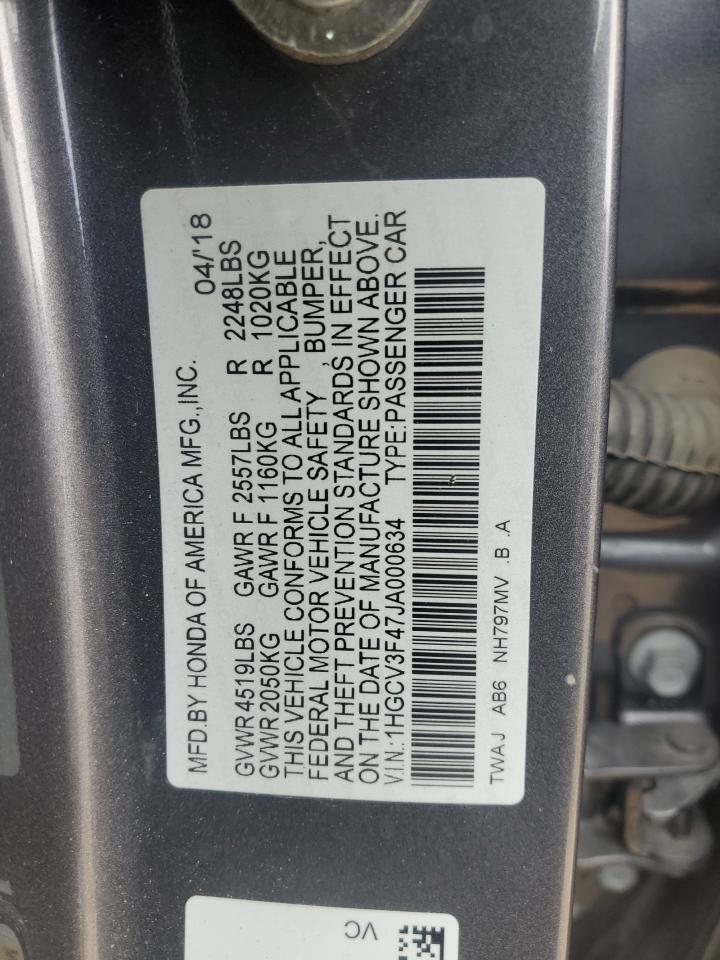 MFD.BY HONDA OF AMERICA MFG.,INC. 04/'18
GVWR 4519LBS GAWR F 2557LBS R 2248LBS
GVWR 2050KG GAWR F 1160KG R 1020KG
THIS VEHICLE CONFORMS TO ALL APPLICABLE
FEDERAL MOTOR VEHICLE SAFETY , BUMPER,
AND THEFT PREVENTION STANDARDS IN EFFECT
ON THE DATE OF MANUFACTURE SHOWN ABOVE.
V.I.N.:1HGCV3F47JA000634 TYPE:PASSENGER CAR
TWAJ AB6 NH797MV .B .A
VC